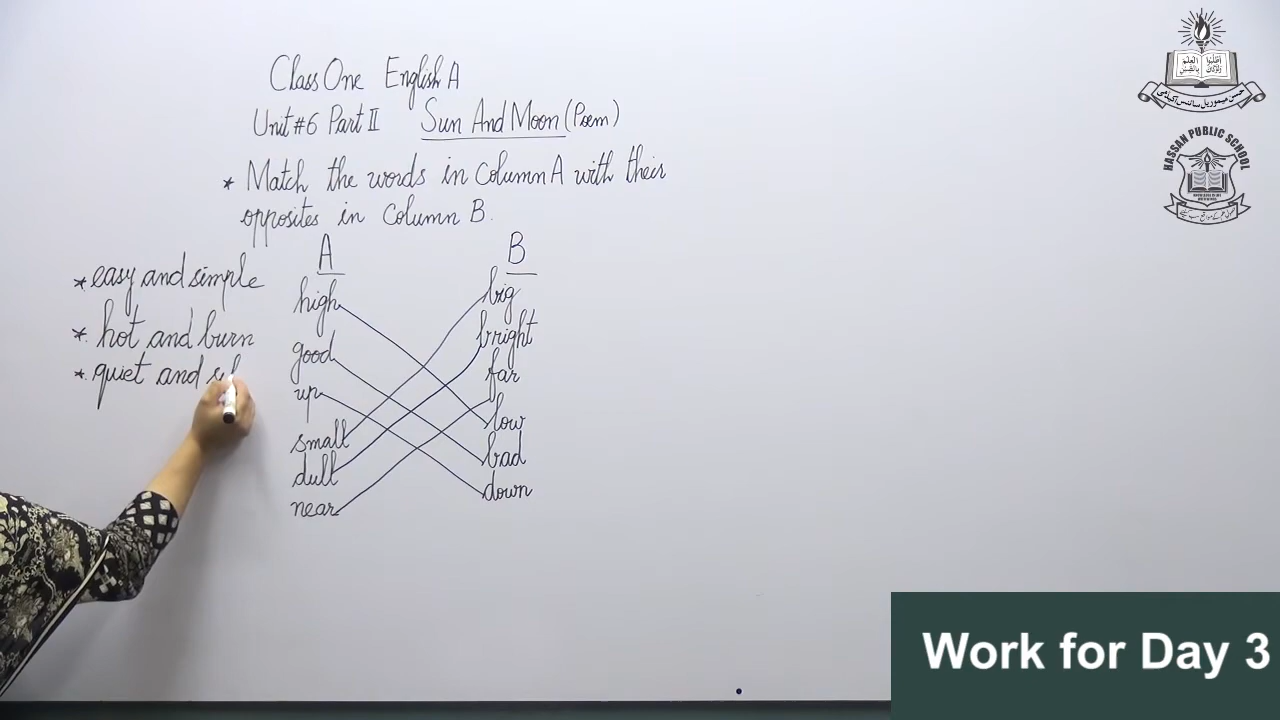 Class One English A
Unit #6 Part II Sun And Moon (Poem)
* Match the words in Column A with their
opposites in Column B.
A B
* easy and simple
* hot and burn
* quiet and
high big
good bright
up far
small low
dull bad
near down
HASSAN PUBLIC SCHOOL
Work for Day 3